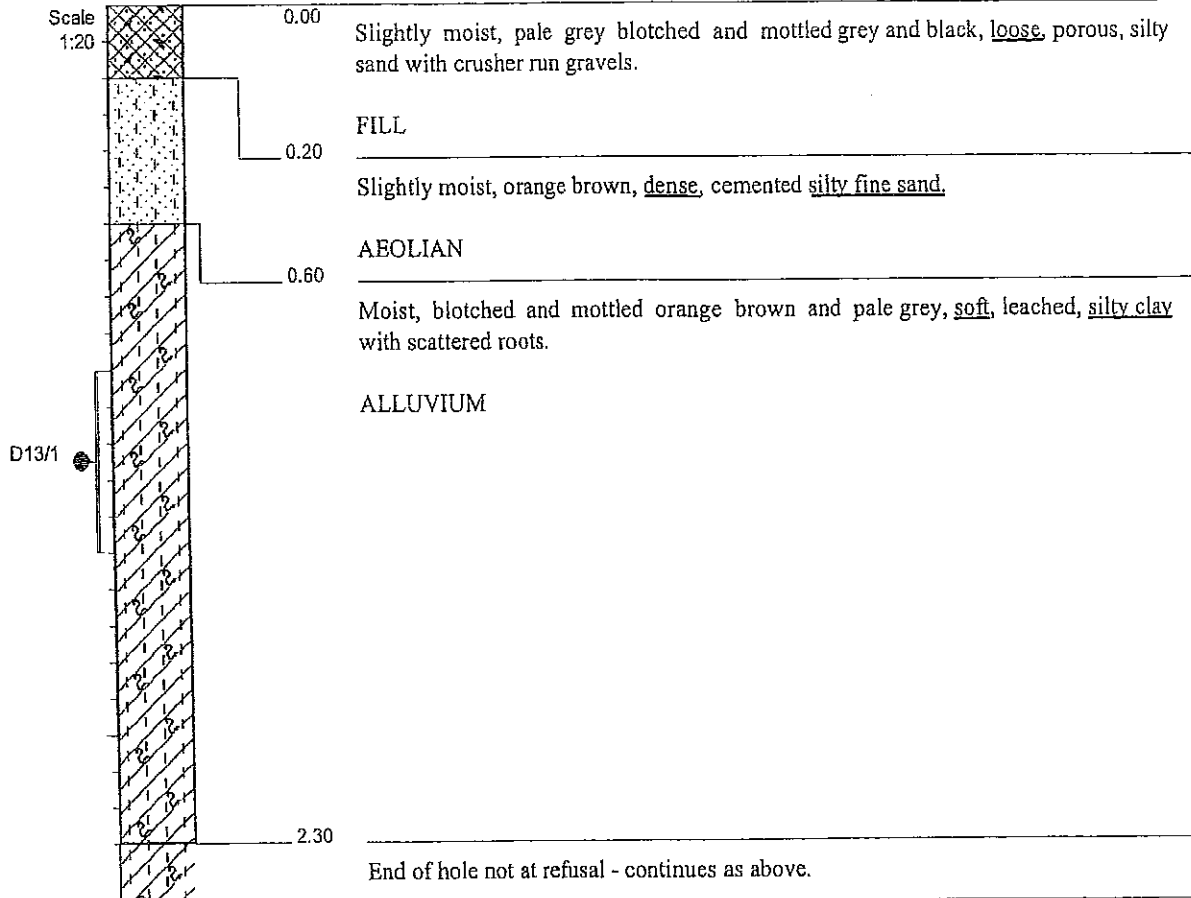 Scale
1:20
0.00
Slightly moist, pale grey blotched and mottled grey and black, loose, porous, silty
sand with crusher run gravels.
FILL
0.20
Slightly moist, orange brown, dense, cemented silty fine sand.
AEOLIAN
0.60
Moist, blotched and mottled orange brown and pale grey, soft, leached, silty clay
with scattered roots.
ALLUVIUM
D13/1
2.30
End of hole not at refusal - continues as above.